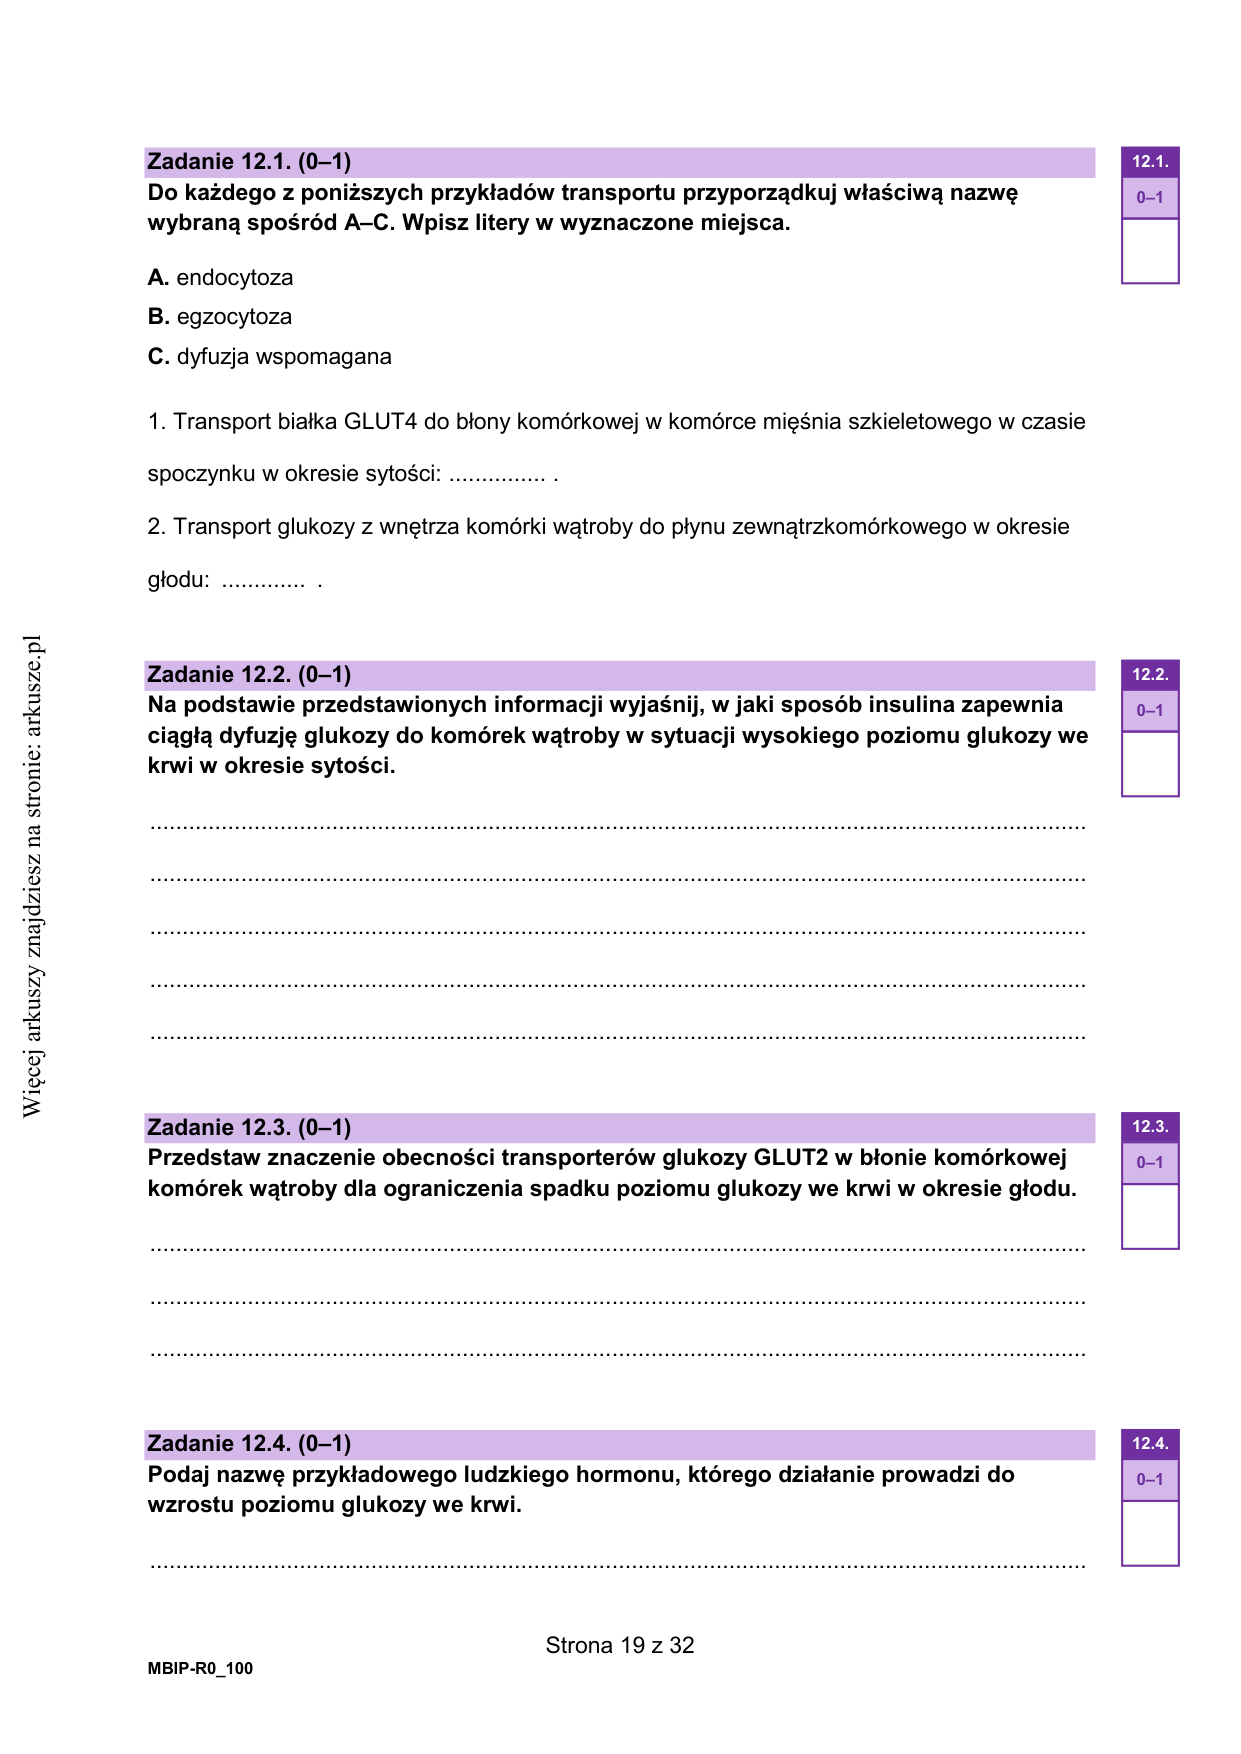 Zadanie 12.1. (0–1)
Do każdego z poniższych przykładów transportu przyporządkuj właściwą nazwę
wybraną spośród A–C. Wpisz litery w wyznaczone miejsca.
A. endocytoza
B. egzocytoza
C. dyfuzja wspomagana
1. Transport białka GLUT4 do błony komórkowej w komórce mięśnia szkieletowego w czasie
spoczynku w okresie sytości: ............... .
2. Transport glukozy z wnętrza komórki wątroby do płynu zewnątrzkomórkowego w okresie
głodu: ............. .
12.1.
0–1
Zadanie 12.2. (0–1)
Na podstawie przedstawionych informacji wyjaśnij, w jaki sposób insulina zapewnia
ciągłą dyfuzję glukozy do komórek wątroby w sytuacji wysokiego poziomu glukozy we
krwi w okresie sytości.
12.2.
0–1
Zadanie 12.3. (0–1)
Przedstaw znaczenie obecności transporterów glukozy GLUT2 w błonie komórkowej
komórek wątroby dla ograniczenia spadku poziomu glukozy we krwi w okresie głodu.
12.3.
0–1
Zadanie 12.4. (0–1)
Podaj nazwę przykładowego ludzkiego hormonu, którego działanie prowadzi do
wzrostu poziomu glukozy we krwi.
12.4.
0–1
Strona 19 z 32
MBIP-R0_100
Więcej arkuszy znajdziesz na stronie: arkusze.pl